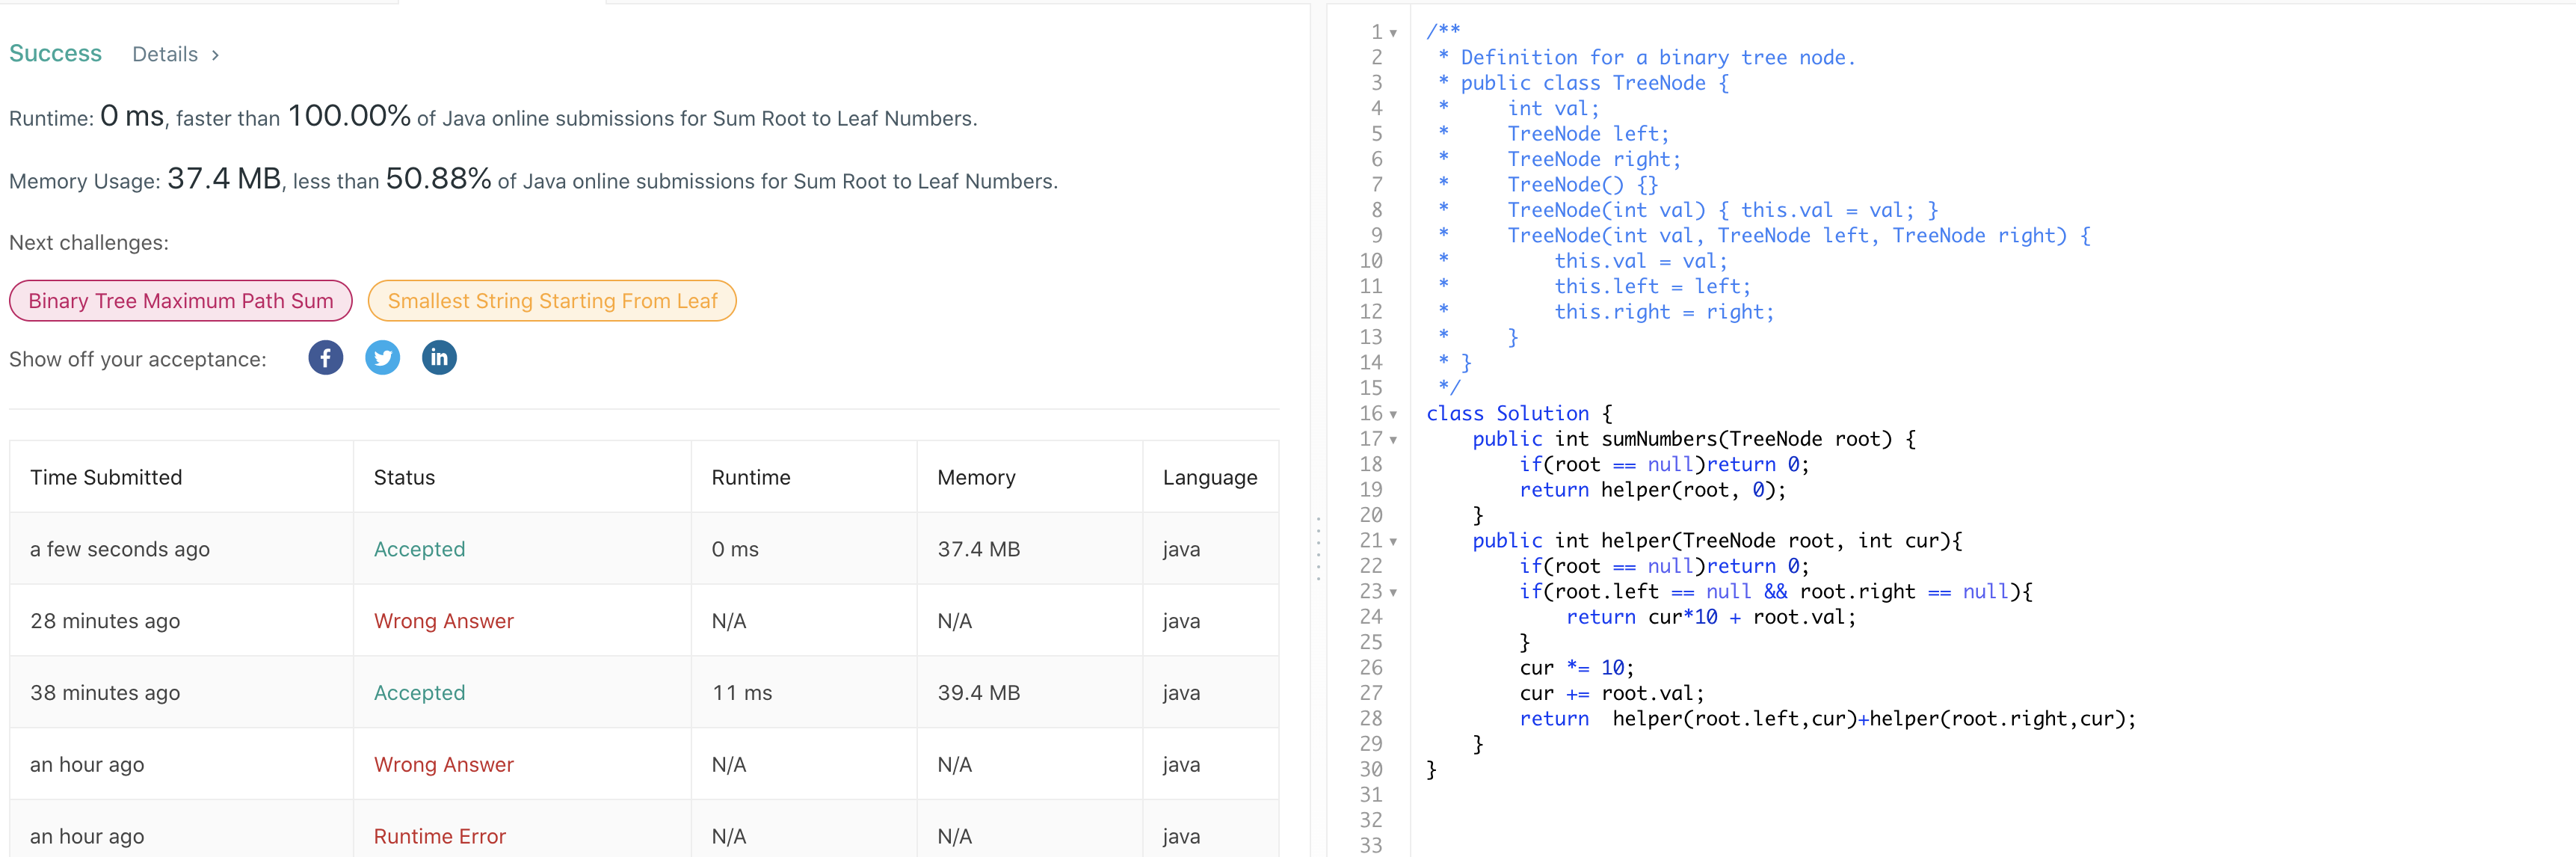 Success Details >
Runtime: 0 ms, faster than 100.00% of Java online submissions for Sum Root to Leaf Numbers.
Memory Usage: 37.4 MB, less than 50.88% of Java online submissions for Sum Root to Leaf Numbers.
Next challenges:
Binary Tree Maximum Path Sum Smallest String Starting From Leaf
Show off your acceptance:
Time Submitted Status Runtime Memory Language
a few seconds ago Accepted 0 ms 37.4 MB java
28 minutes ago Wrong Answer N/A N/A java
38 minutes ago Accepted 11 ms 39.4 MB java
an hour ago Wrong Answer N/A N/A java
an hour ago Runtime Error N/A N/A java
1 /**
2  * Definition for a binary tree node.
3  * public class TreeNode {
4  *     int val;
5  *     TreeNode left;
6  *     TreeNode right;
7  *     TreeNode() {}
8  *     TreeNode(int val) { this.val = val; }
9  *     TreeNode(int val, TreeNode left, TreeNode right) {
10  *         this.val = val;
11  *         this.left = left;
12  *         this.right = right;
13  *     }
14  * }
15  */
16 class Solution {
17     public int sumNumbers(TreeNode root) {
18         if(root == null)return 0;
19         return helper(root, 0);
20     }
21     public int helper(TreeNode root, int cur){
22         if(root == null)return 0;
23         if(root.left == null && root.right == null){
24             return cur*10 + root.val;
25         }
26         cur *= 10;
27         cur += root.val;
28         return  helper(root.left,cur)+helper(root.right,cur);
29     }
30 }
31
32
33